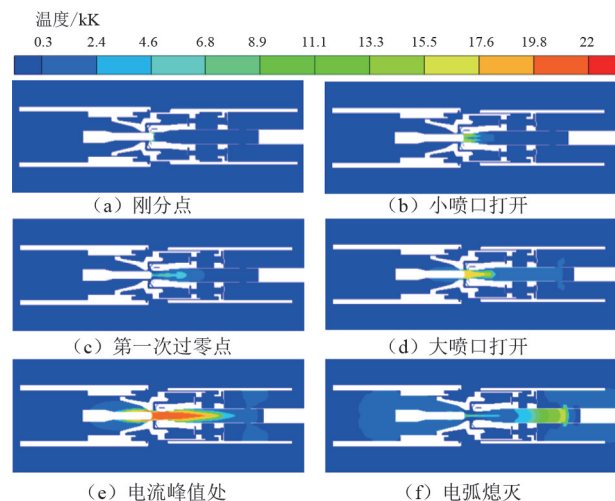 温度/kK
0.3 2.4 4.6 6.8 8.9 11.1 13.3 15.5 17.6 19.8 22
（a）刚分点 （b）小喷口打开
（c）第一次过零点 （d）大喷口打开
（e）电流峰值处 （f）电弧熄灭